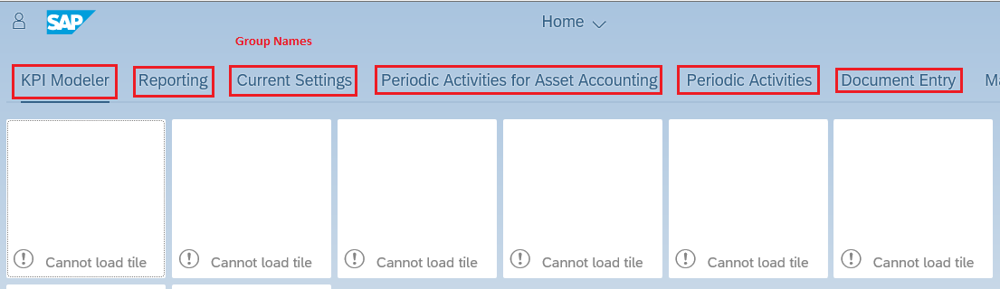 SAP
Home
Group Names
KPI Modeler
Reporting
Current Settings
Periodic Activities for Asset Accounting
Periodic Activities
Document Entry
Cannot load tile
Cannot load tile
Cannot load tile
Cannot load tile
Cannot load tile
Cannot load tile